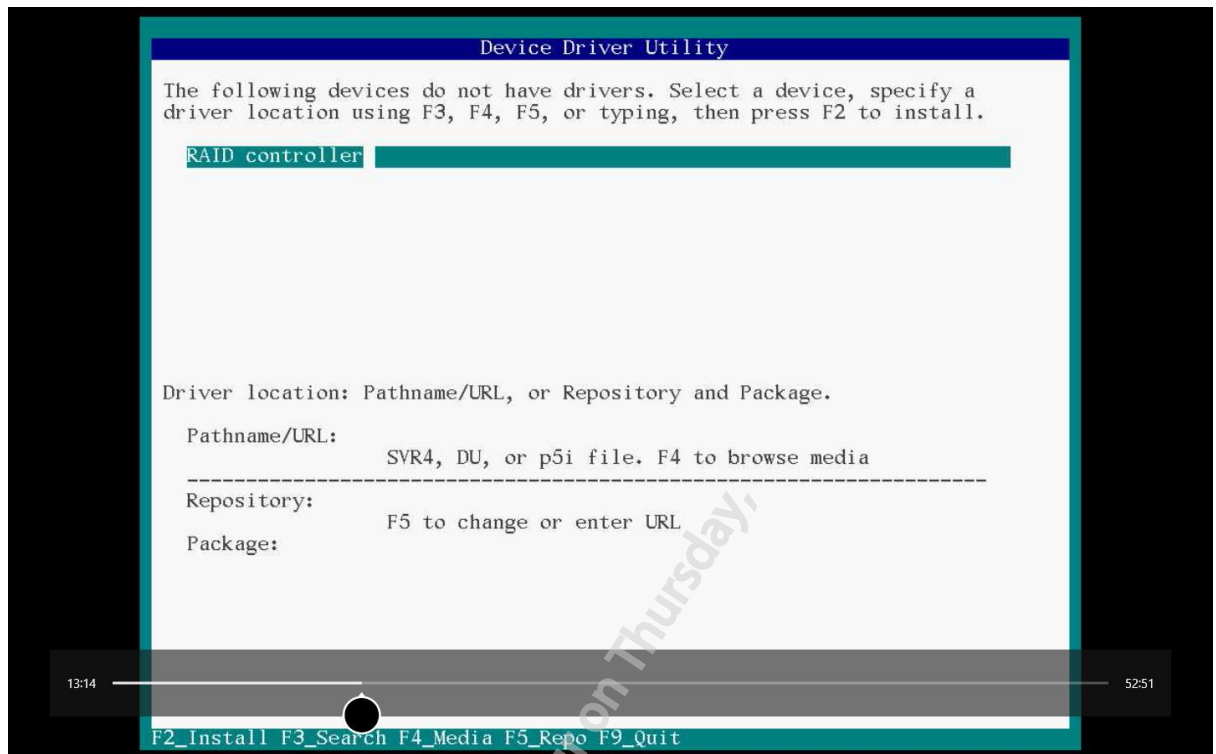 Device Driver Utility
The following devices do not have drivers. Select a device, specify a
driver location using F3, F4, F5, or typing, then press F2 to install.
RAID controller
Driver location: Pathname/URL, or Repository and Package.
Pathname/URL:
SVR4, DU, or p5i file. F4 to browse media
--------------------------------------------------------------------
Repository:
F5 to change or enter URL
Package:
on Thursday,
13:14
52:51
F2_Install F3_Search F4_Media F5_Repo F9_Quit